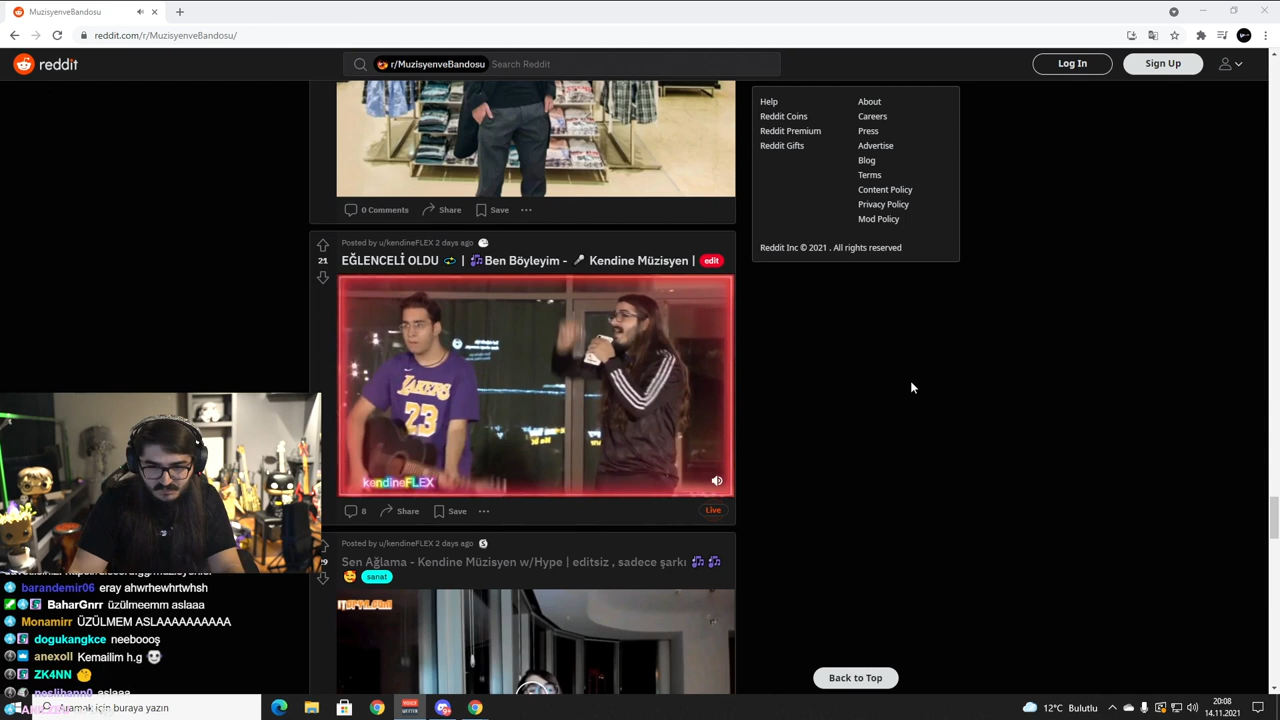 MuzisyenveBandosu
reddit.com/r/MuzisyenveBandosu/
reddit
r/MuzisyenveBandosu Search Reddit
Log In
Sign Up
Help
About
Reddit Coins
Careers
Reddit Premium
Press
Reddit Gifts
Advertise
Blog
Terms
Content Policy
Privacy Policy
Mod Policy
Reddit Inc © 2021 . All rights reserved
0 Comments Share Save
Posted by u/kendineFLEX 2 days ago
21
EĞLENCELİ OLDU | Ben Böyleyim - Kendine Müzisyen | edit
LAKERS
23
kendineFLEX
8 Share Save
Live
Posted by u/kendineFLEX 2 days ago
Sen Ağlama - Kendine Müzisyen w/Hype | editsiz , sadece şarkı
sanat
barandemir06 eray ahwrhewhrtwhsh
BaharGnrr üzülmeemm aslaaa
Monamirr ÜZÜLMEM ASLAAAAAAAAAA
dogukangkce neeboooş
anexoll Kemailim h.g
ZK4NN
neslihann0 aslaaa
Back to Top
Aramak için buraya yazın
12°C Bulutlu
20:08
14.11.2021